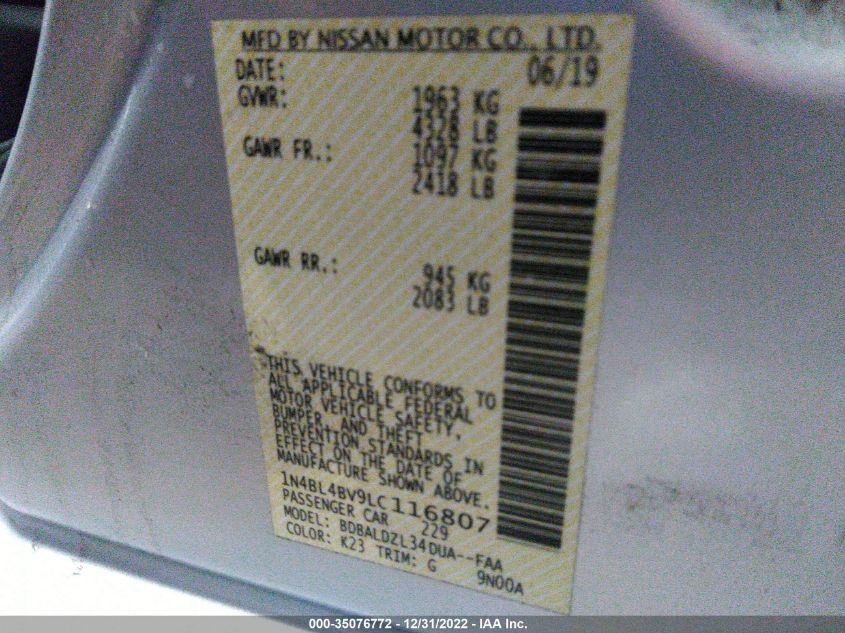 MFD BY NISSAN MOTOR CO., LTD.
DATE: 06/19
GVWR: 1963 KG
4328 LB
GAWR FR.: 1097 KG
2418 LB
GAWR RR.: 945 KG
2083 LB
THIS VEHICLE CONFORMS TO
ALL APPLICABLE FEDERAL
MOTOR VEHICLE SAFETY,
BUMPER, AND THEFT
PREVENTION STANDARDS IN
EFFECT ON THE DATE OF
MANUFACTURE SHOWN ABOVE.
1N4BL4BV9LC116807
PASSENGER CAR 229
MODEL: BDBALDZL34DUA--FAA
COLOR: K23 TRIM: G 9N00A
000-35076772 - 12/31/2022 - IAA Inc.